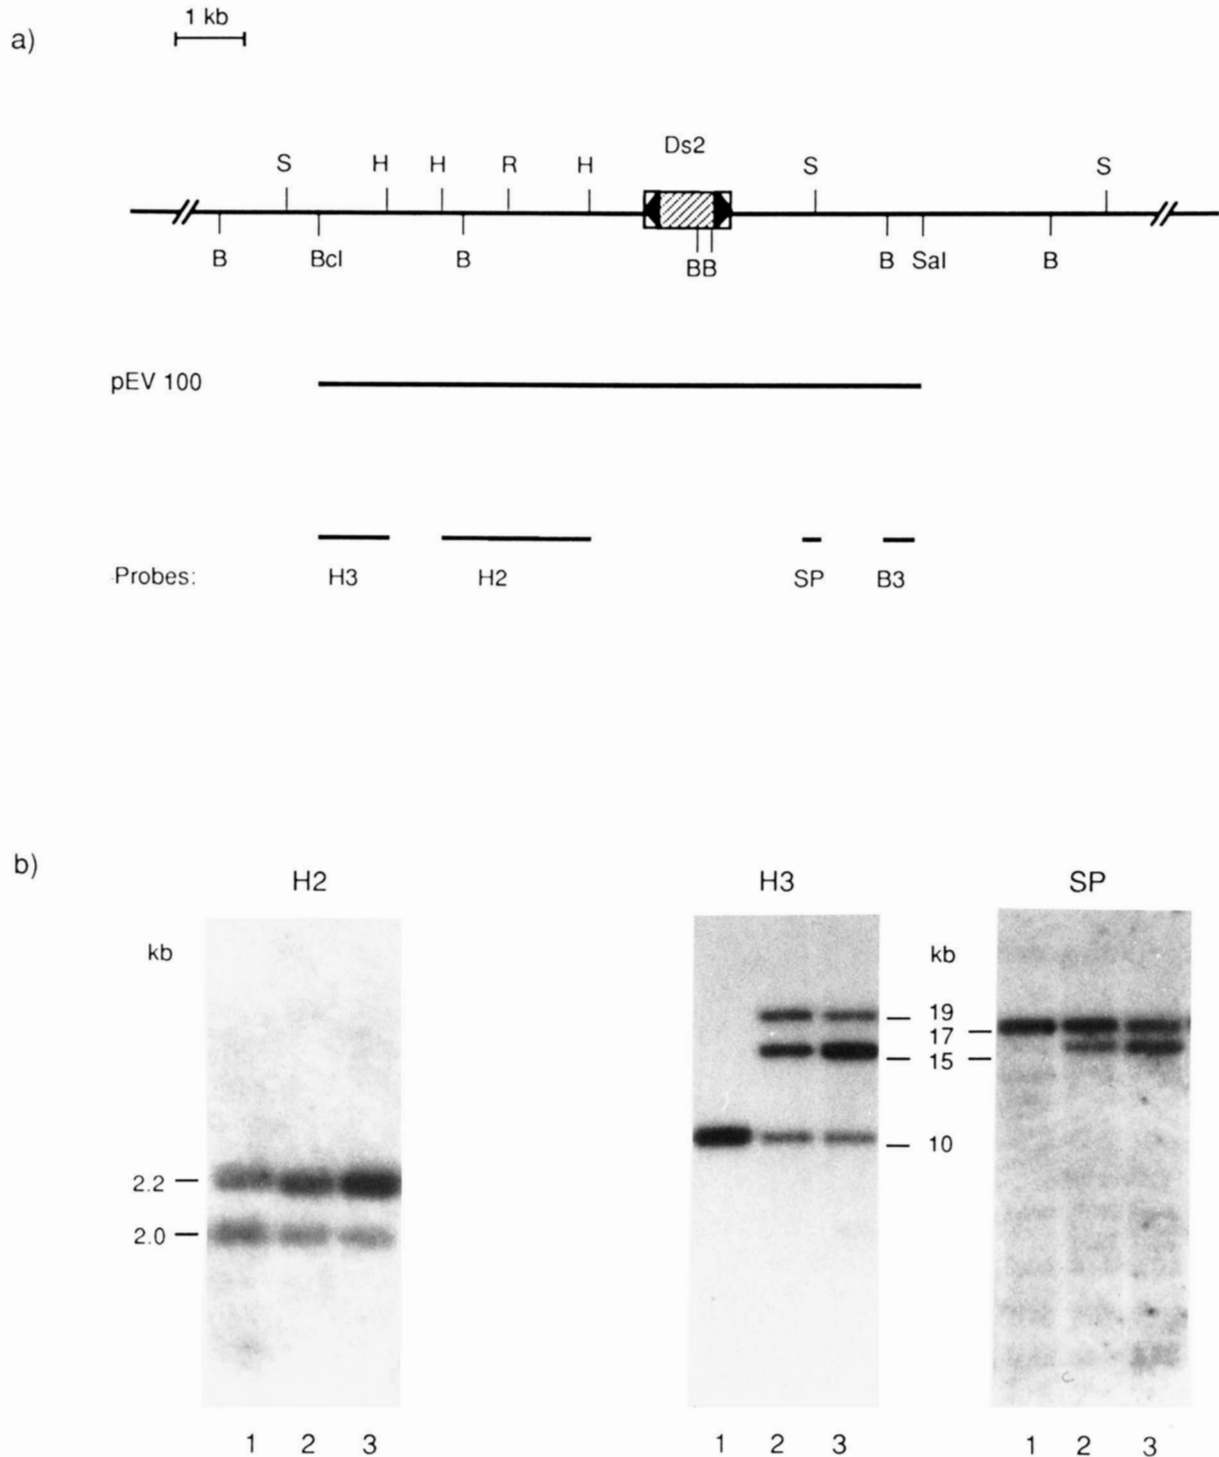 a)
1 kb
Ds2
S H H R H S S
B Bcl B BB B Sal B
pEV 100
Probes: H3 H2 SP B3
b)
H2 H3 SP
kb kb
19
17
15
10
2.2
2.0
1 2 3 1 2 3 1 2 3